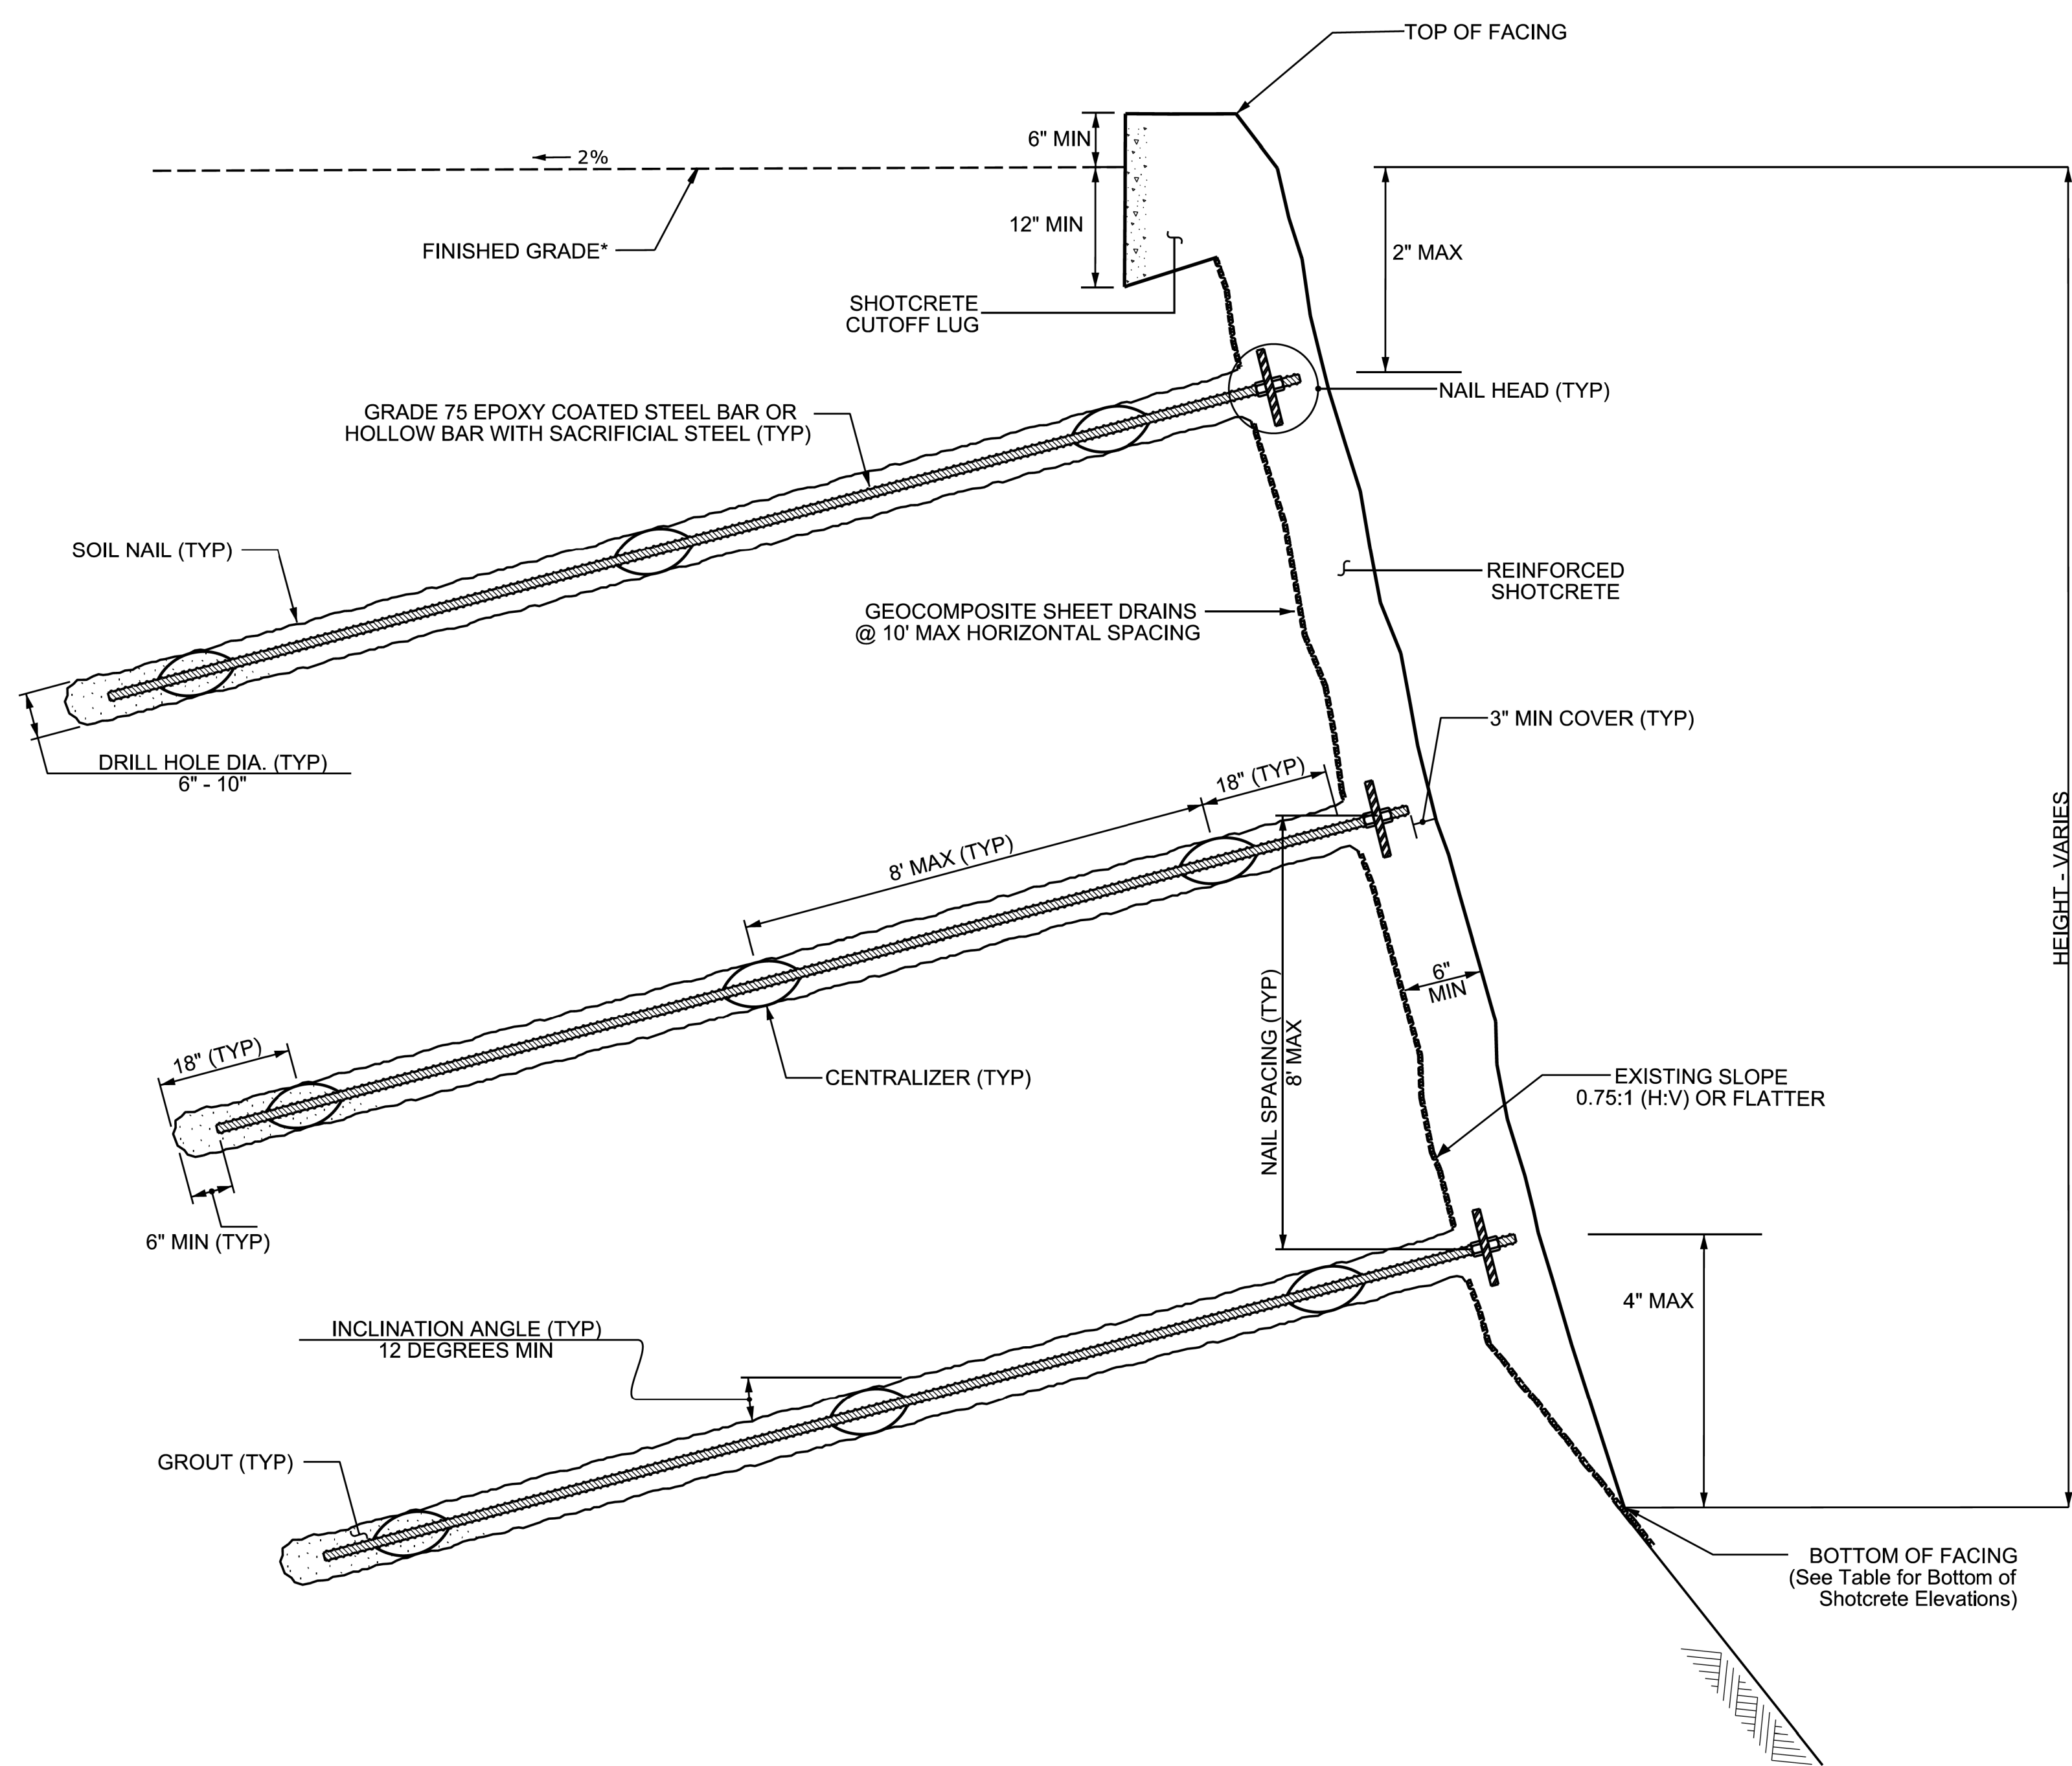 TOP OF FACING
6" MIN
2%
12" MIN
2" MAX
FINISHED GRADE*
SHOTCRETE
CUTOFF LUG
NAIL HEAD (TYP)
GRADE 75 EPOXY COATED STEEL BAR OR
HOLLOW BAR WITH SACRIFICIAL STEEL (TYP)
SOIL NAIL (TYP)
REINFORCED
SHOTCRETE
GEOCOMPOSITE SHEET DRAINS
@ 10' MAX HORIZONTAL SPACING
3" MIN COVER (TYP)
DRILL HOLE DIA. (TYP)
6" - 10"
18" (TYP)
8' MAX (TYP)
HEIGHT - VARIES
6"
MIN
NAIL SPACING (TYP)
8' MAX
18" (TYP)
CENTRALIZER (TYP)
EXISTING SLOPE
0.75:1 (H:V) OR FLATTER
6" MIN (TYP)
4" MAX
INCLINATION ANGLE (TYP)
12 DEGREES MIN
GROUT (TYP)
BOTTOM OF FACING
(See Table for Bottom of
Shotcrete Elevations)